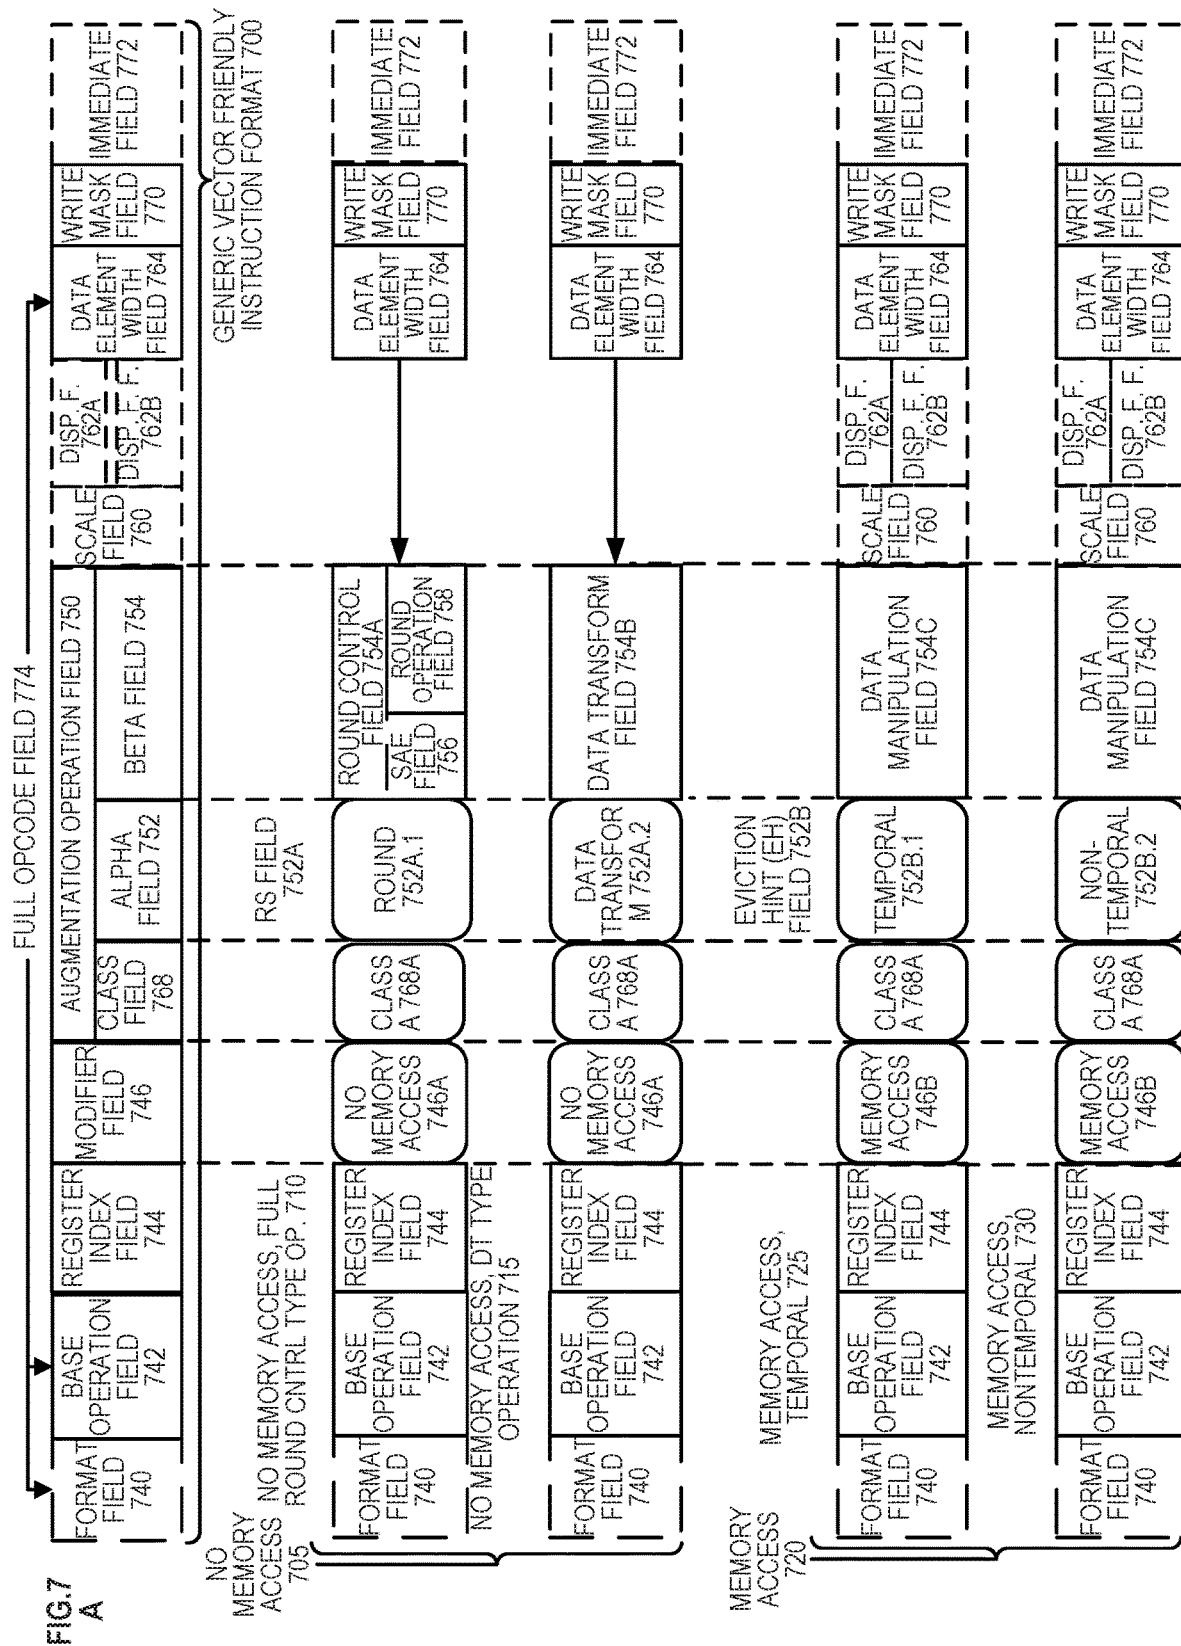 FIG.7
A
FULL OPCODE FIELD 774
FORMAT
FIELD
740
BASE
OPERATION
FIELD
742
REGISTER
INDEX
FIELD
744
MODIFIER
FIELD
746
AUGMENTATION OPERATION FIELD 750
CLASS
FIELD
768
ALPHA
FIELD 752
BETA FIELD 754
SCALE
FIELD
760
DISP. F.
762A
DISP. F. F.
762B
DATA
ELEMENT
WIDTH
FIELD 764
WRITE
MASK
FIELD
770
IMMEDIATE
FIELD 772
GENERIC VECTOR FRIENDLY
INSTRUCTION FORMAT 700
NO
MEMORY
ACCESS
705
NO MEMORY ACCESS, FULL
ROUND CNTRL TYPE OP. 710
RS FIELD
752A
FORMAT
FIELD
740
BASE
OPERATION
FIELD
742
REGISTER
INDEX
FIELD
744
NO
MEMORY
ACCESS
746A
CLASS
A 768A
ROUND
752A.1
ROUND CONTROL
FIELD 754A
SAE
FIELD
756
ROUND
OPERATION
FIELD 758
DATA
ELEMENT
WIDTH
FIELD 764
WRITE
MASK
FIELD
770
IMMEDIATE
FIELD 772
NO MEMORY ACCESS, DT TYPE
OPERATION 715
FORMAT
FIELD
740
BASE
OPERATION
FIELD
742
REGISTER
INDEX
FIELD
744
NO
MEMORY
ACCESS
746A
CLASS
A 768A
DATA
TRANSFOR
M 752A.2
DATA TRANSFORM
FIELD 754B
DATA
ELEMENT
WIDTH
FIELD 764
WRITE
MASK
FIELD
770
IMMEDIATE
FIELD 772
MEMORY
ACCESS
720
MEMORY ACCESS,
TEMPORAL 725
EVICTION
HINT (EH)
FIELD 752B
FORMAT
FIELD
740
BASE
OPERATION
FIELD
742
REGISTER
INDEX
FIELD
744
MEMORY
ACCESS
746B
CLASS
A 768A
TEMPORAL
752B.1
DATA
MANIPULATION
FIELD 754C
SCALE
FIELD
760
DISP. F.
762A
DISP. F. F.
762B
DATA
ELEMENT
WIDTH
FIELD 764
WRITE
MASK
FIELD
770
IMMEDIATE
FIELD 772
MEMORY ACCESS,
NONTEMPORAL 730
FORMAT
FIELD
740
BASE
OPERATION
FIELD
742
REGISTER
INDEX
FIELD
744
MEMORY
ACCESS
746B
CLASS
A 768A
NON-
TEMPORAL
752B.2
DATA
MANIPULATION
FIELD 754C
SCALE
FIELD
760
DISP. F.
762A
DISP. F. F.
762B
DATA
ELEMENT
WIDTH
FIELD 764
WRITE
MASK
FIELD
770
IMMEDIATE
FIELD 772